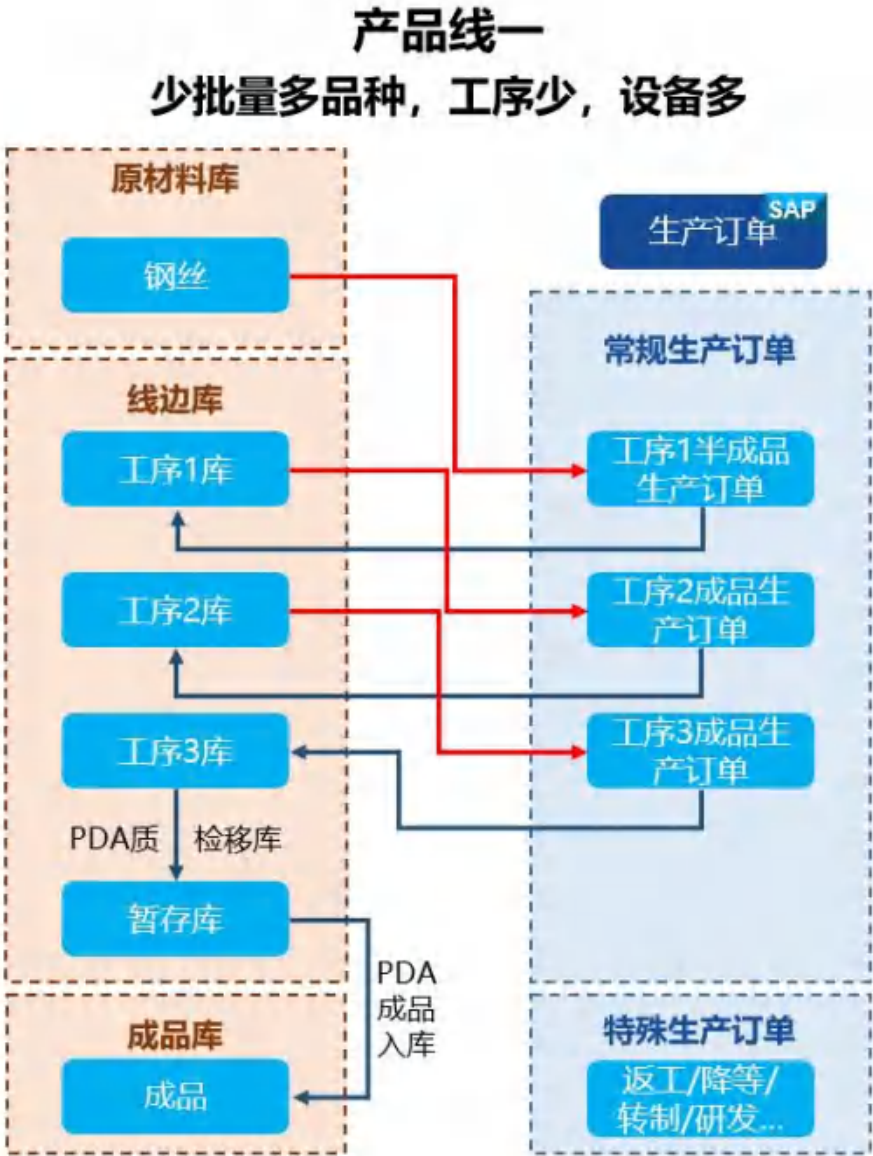 产品线一
少批量多品种，工序少，设备多
原材料库
钢丝
SAP
生产订单
线边库
常规生产订单
工序1库
工序1半成品
生产订单
工序2库
工序2成品生
产订单
工序3库
工序3成品生
产订单
PDA质 检移库
暂存库
PDA
成品
入库
成品库
成品
特殊生产订单
返工/降等/
转制/研发...